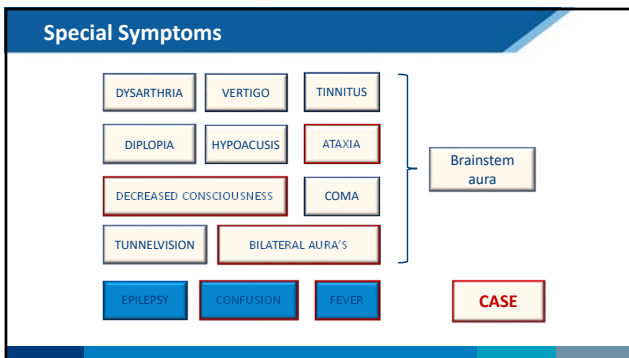 Special Symptoms
DYSARTHRIA
VERTIGO
TINNITUS
DIPLOPIA
HYPOACUSIS
ATAXIA
Brainstem
aura
DECREASED CONSCIOUSNESS
COMA
TUNNELVISION
BILATERAL AURA'S
EPILEPSY
CONFUSION
FEVER
CASE